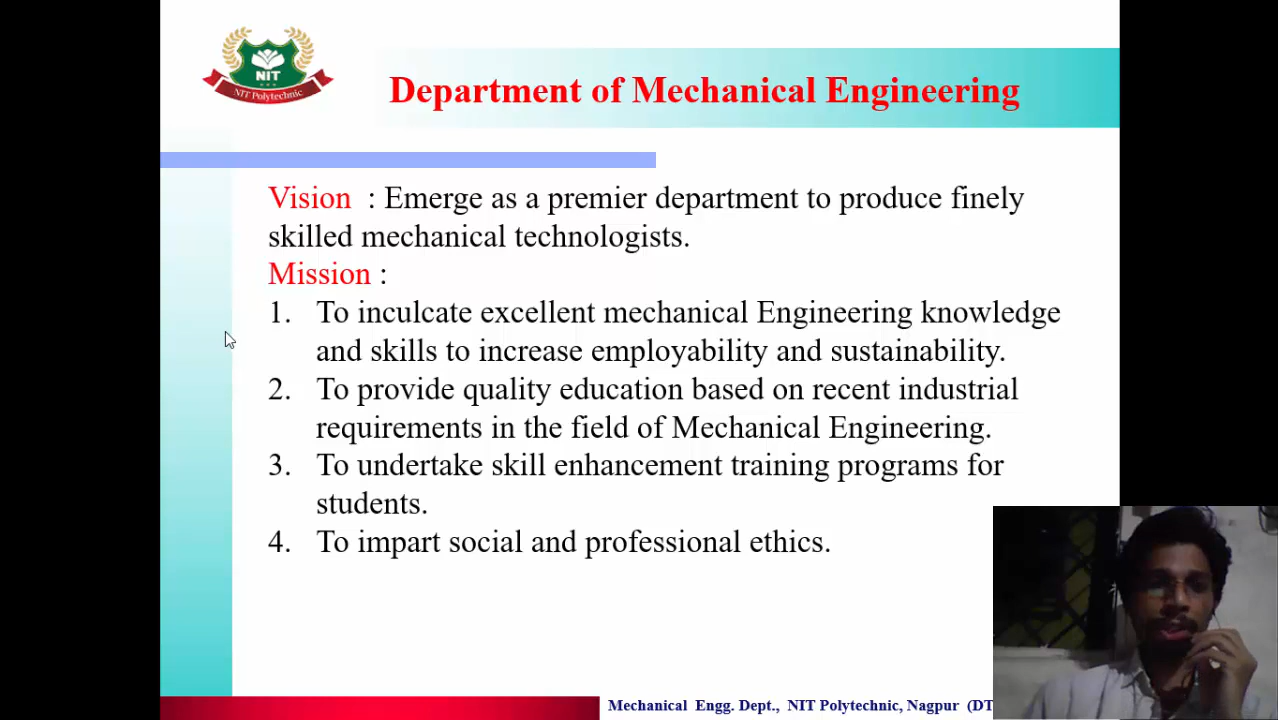 NIT
NIT Polytechnic
Department of Mechanical Engineering
Vision : Emerge as a premier department to produce finely
skilled mechanical technologists.
Mission :
1. To inculcate excellent mechanical Engineering knowledge
and skills to increase employability and sustainability.
2. To provide quality education based on recent industrial
requirements in the field of Mechanical Engineering.
3. To undertake skill enhancement training programs for
students.
4. To impart social and professional ethics.
Mechanical Engg. Dept., NIT Polytechnic, Nagpur (DT